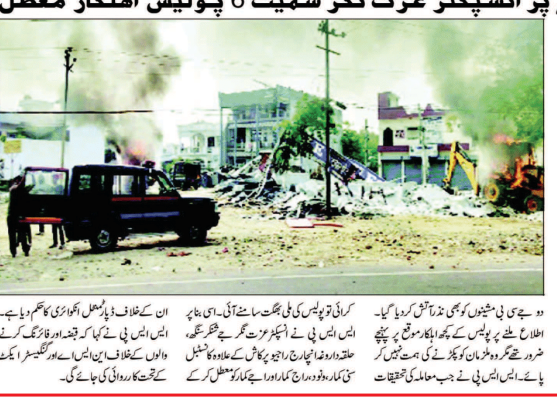 پر انسپکٹر عزت نگر سمیت 6 پولیس اہلکار معطل
دو جے سی بی مشینوں کو بھی نذر آتش کر دیا گیا۔
اطلاع ملنے پر پولیس کے کچھ اہلکار موقع پر پہنچے
ضرور تھے مگر وہ ملزمان کو پکڑنے کی ہمت نہیں کر
پائے۔ ایس ایس پی نے جب معاملہ کی تحقیقات
کرائی تو پولیس کی ملی بھگت سامنے آئی۔ اسی بنا پر
ایس ایس پی نے انسپکٹر عزت نگر جے شنکر سنگھ،
حلقہ داروغہ انچارج راجیو پرکاش کے علاوہ کانسٹبل
سنی کمار، ونود، راج کمار اور اجے کمار کو معطل کر کے
ان کے خلاف ڈپارٹمنٹل انکوائری کا حکم دیا ہے۔
ایس ایس پی نے کہا کہ قبضہ اور فائرنگ کرنے
والوں کے خلاف این ایس اے اور گینگیسٹر ایکٹ
کے تحت کارروائی کی جائے گی۔